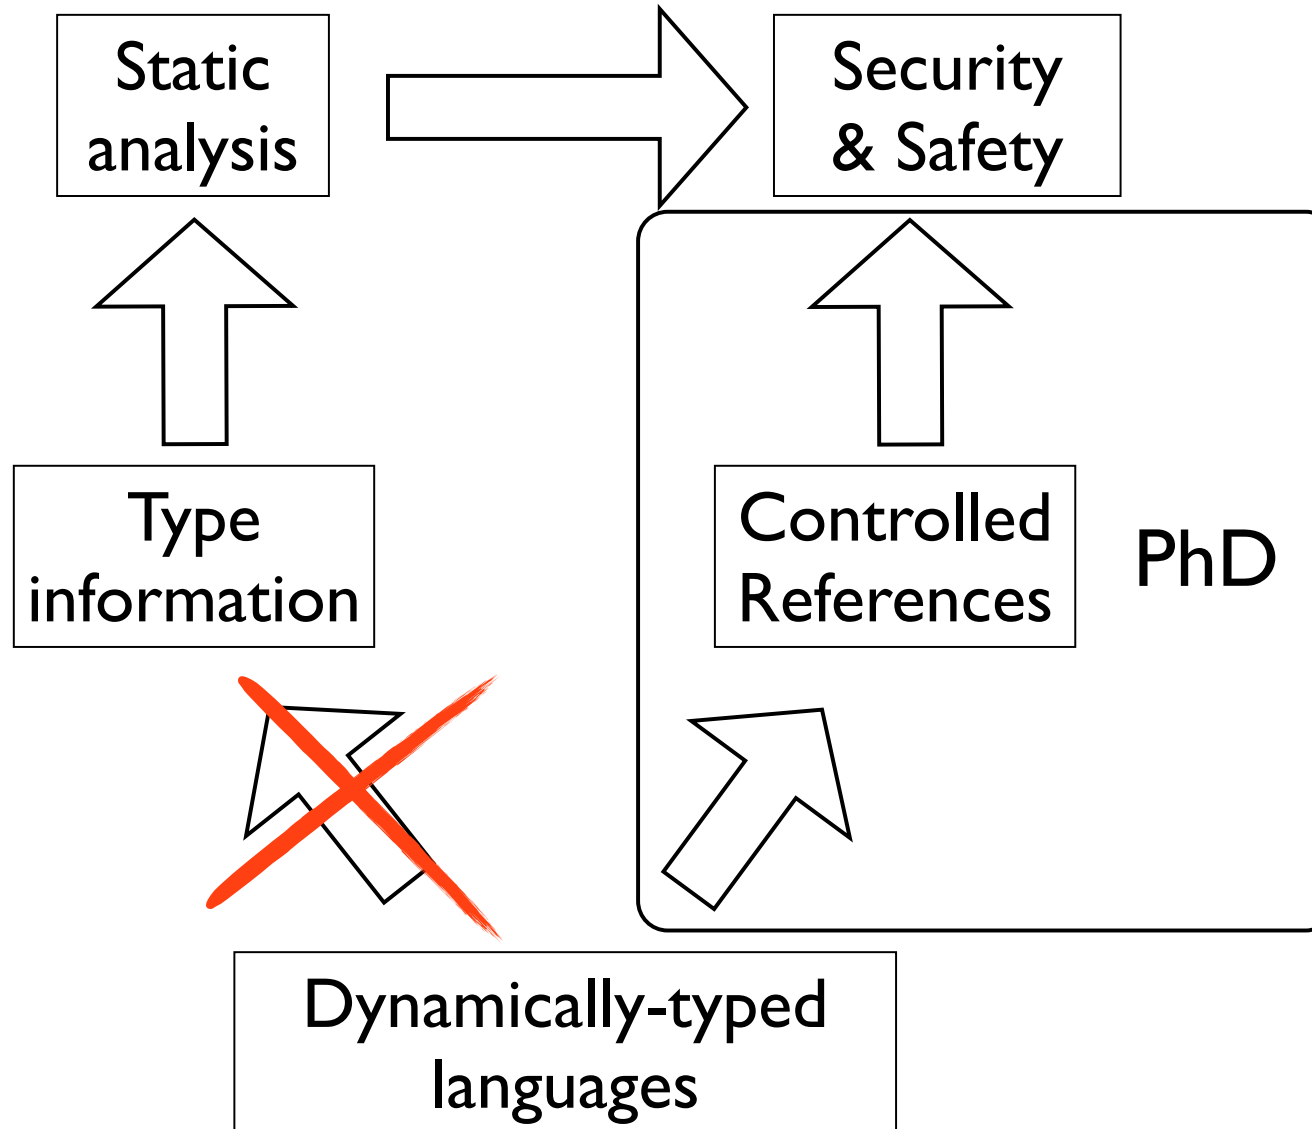 Static
analysis
Security
& Safety
Type
information
Controlled
References
PhD
Dynamically-typed
languages